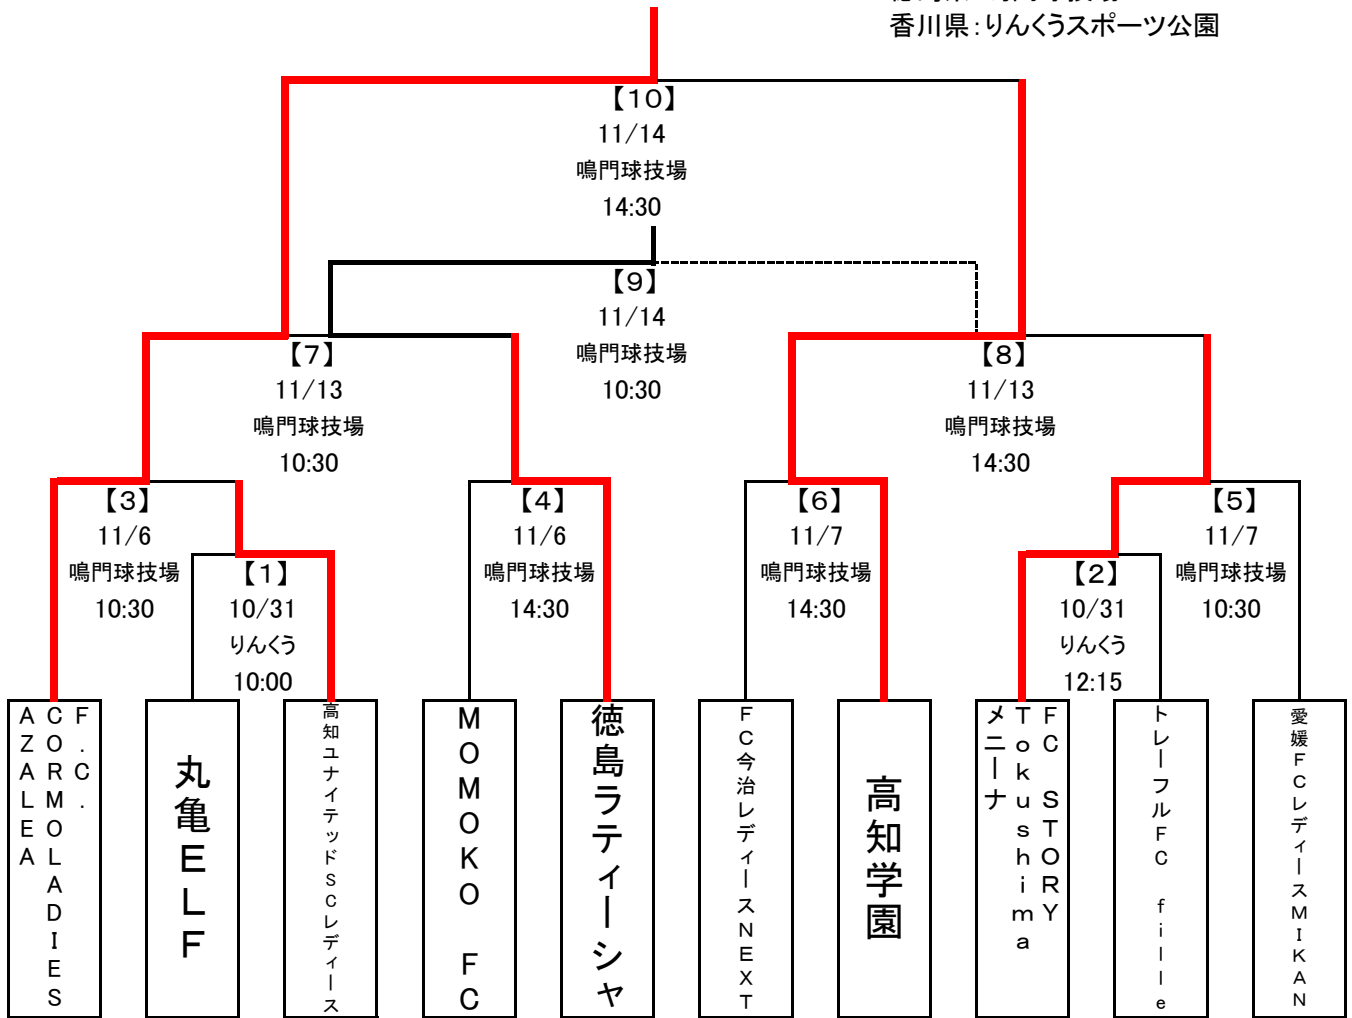 香川県：りんくうスポーツ公園
【10】
11/14
鳴門球技場
14:30
【9】
11/14
鳴門球技場
10:30
【7】
11/13
鳴門球技場
10:30
【8】
11/13
鳴門球技場
14:30
【3】
11/6
鳴門球技場
10:30
【4】
11/6
鳴門球技場
14:30
【6】
11/7
鳴門球技場
14:30
【5】
11/7
鳴門球技場
10:30
【1】
10/31
りんくう
10:00
【2】
10/31
りんくう
12:15
F.C.
CORMOLADIES
AZALEA
丸亀ELF
高知ユナイテッドSCレディース
MOMOKO FC
徳島ラティーシャ
FC今治レディースNEXT
高知学園
FC STORY
Tokushima
メニーナ
トレーフルFC fille
愛媛FCレディースMIKAN